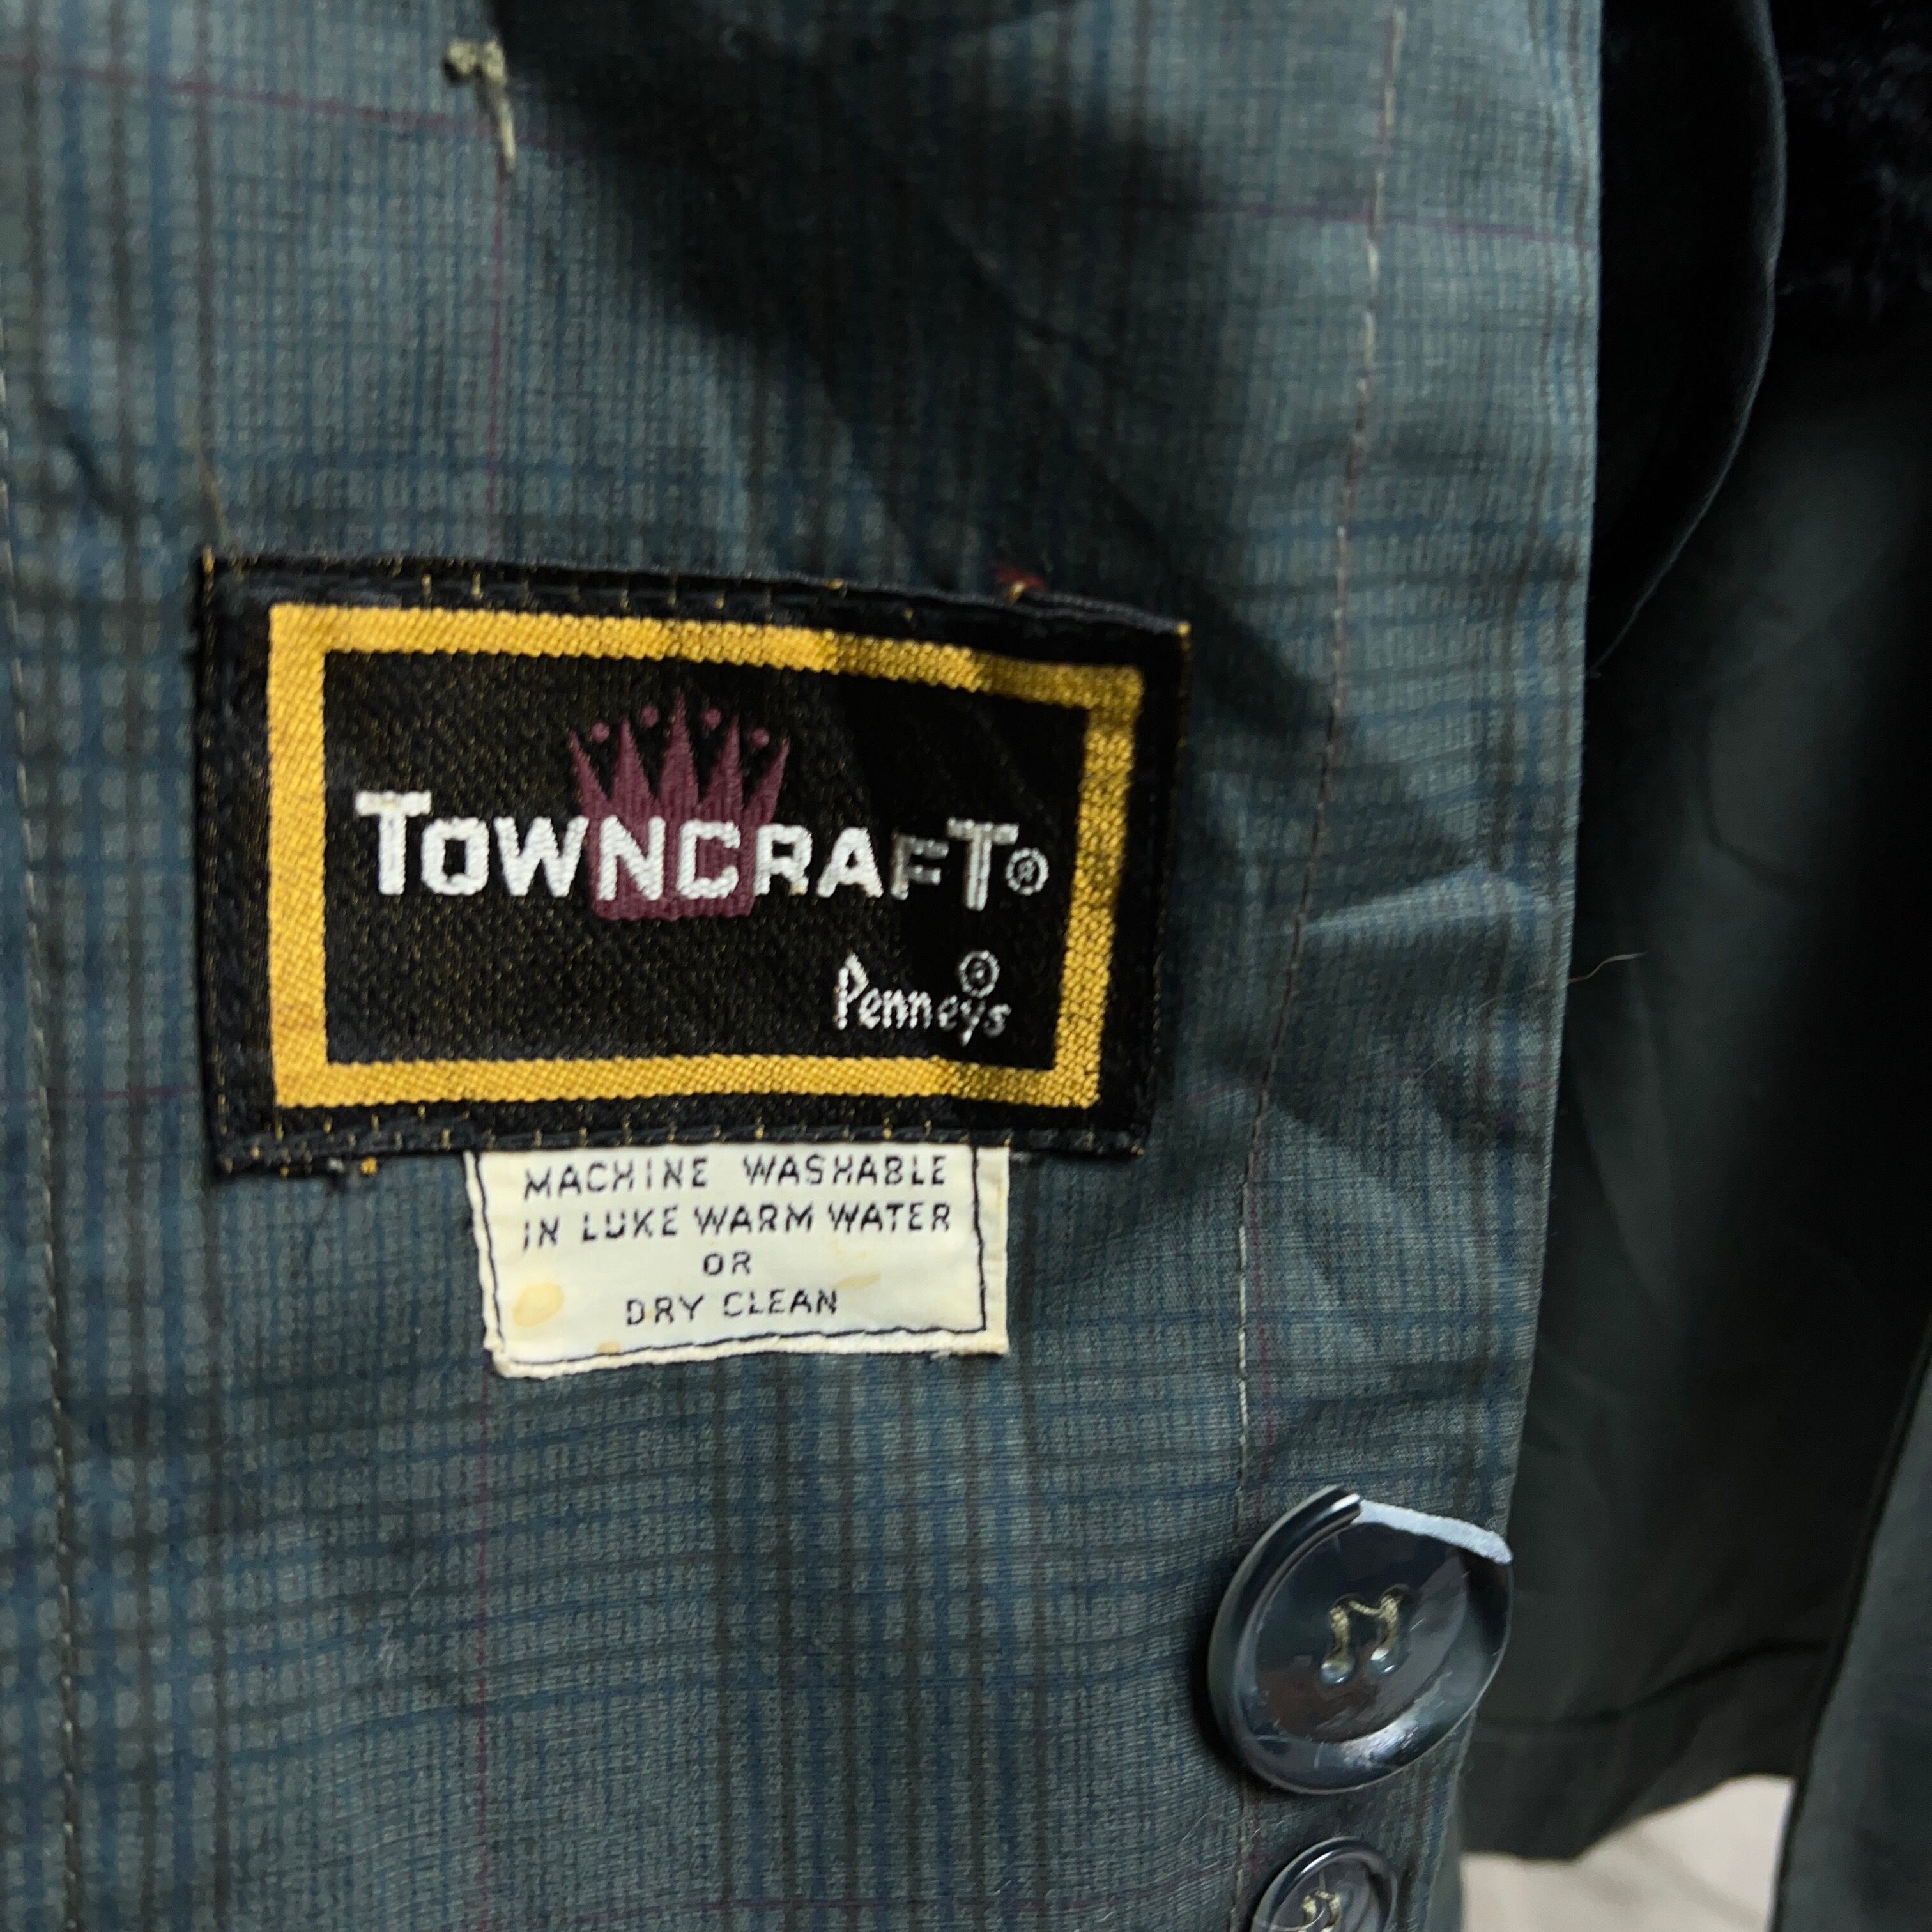 TOWNCRAFT®
Penneys®
MACHINE WASHABLE
IN LUKE WARM WATER
OR
DRY CLEAN